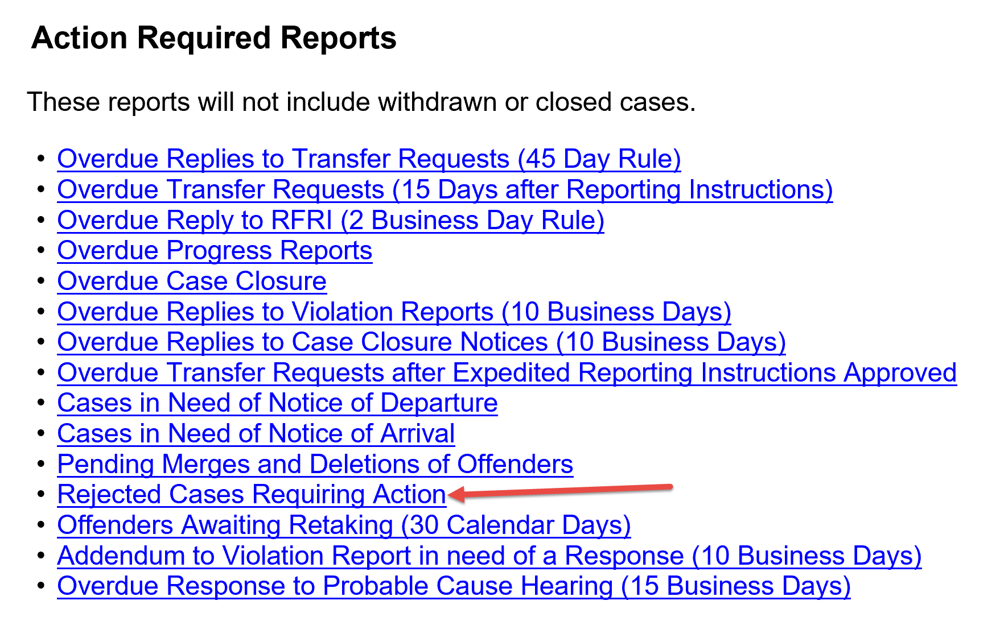 Action Required Reports
These reports will not include withdrawn or closed cases.
• Overdue Replies to Transfer Requests (45 Day Rule)
• Overdue Transfer Requests (15 Days after Reporting Instructions)
• Overdue Reply to RFRI (2 Business Day Rule)
• Overdue Progress Reports
• Overdue Case Closure
• Overdue Replies to Violation Reports (10 Business Days)
• Overdue Replies to Case Closure Notices (10 Business Days)
• Overdue Transfer Requests after Expedited Reporting Instructions Approved
• Cases in Need of Notice of Departure
• Cases in Need of Notice of Arrival
• Pending Merges and Deletions of Offenders
• Rejected Cases Requiring Action
• Offenders Awaiting Retaking (30 Calendar Days)
• Addendum to Violation Report in need of a Response (10 Business Days)
• Overdue Response to Probable Cause Hearing (15 Business Days)